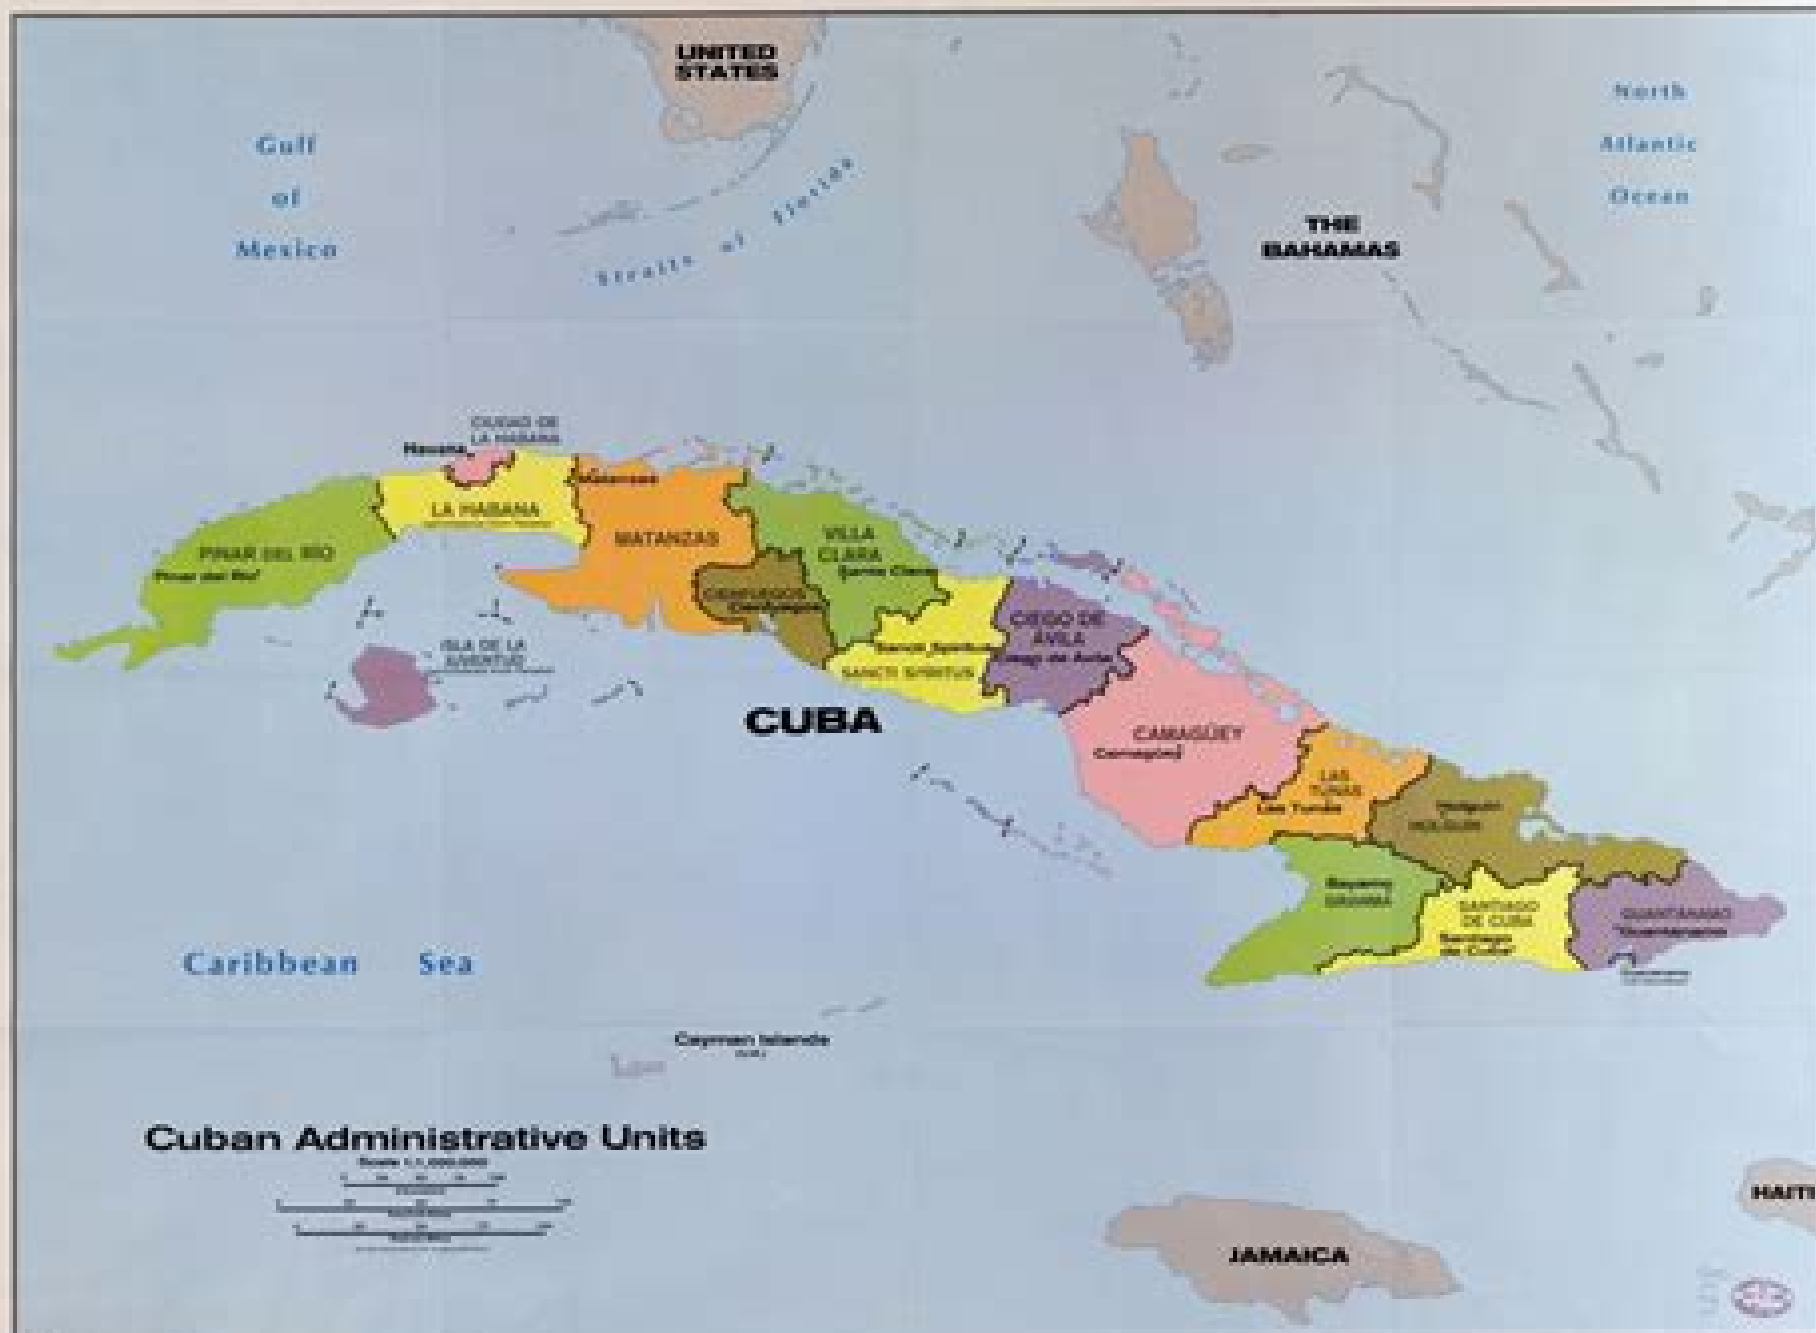 UNITED
STATES
North
Atlantic
Ocean
Gulf
of
Mexico
Straits of Florida
THE
BAHAMAS
CIUDAD DE
LA HABANA
Havana
Matanzas
LA HABANA
MATANZAS
VILLA
CLARA
PINAR DEL RÍO
Pinar del Río
Santa Clara
CIENFUEGOS
Cienfuegos
CIEGO DE
ÁVILA
Ciego de Ávila
ISLA DE LA
JUVENTUD
Sancti Spíritus
SANCTI SPÍRITUS
CUBA
CAMAGÜEY
Camagüey
LAS
TUNAS
Las Tunas
Holguín
HOLGUÍN
Bayamo
GRANMA
SANTIAGO
DE CUBA
Santiago
de Cuba
GUANTÁNAMO
Guantánamo
Caribbean Sea
Cayman Islands
Cuban Administrative Units
HAITI
JAMAICA